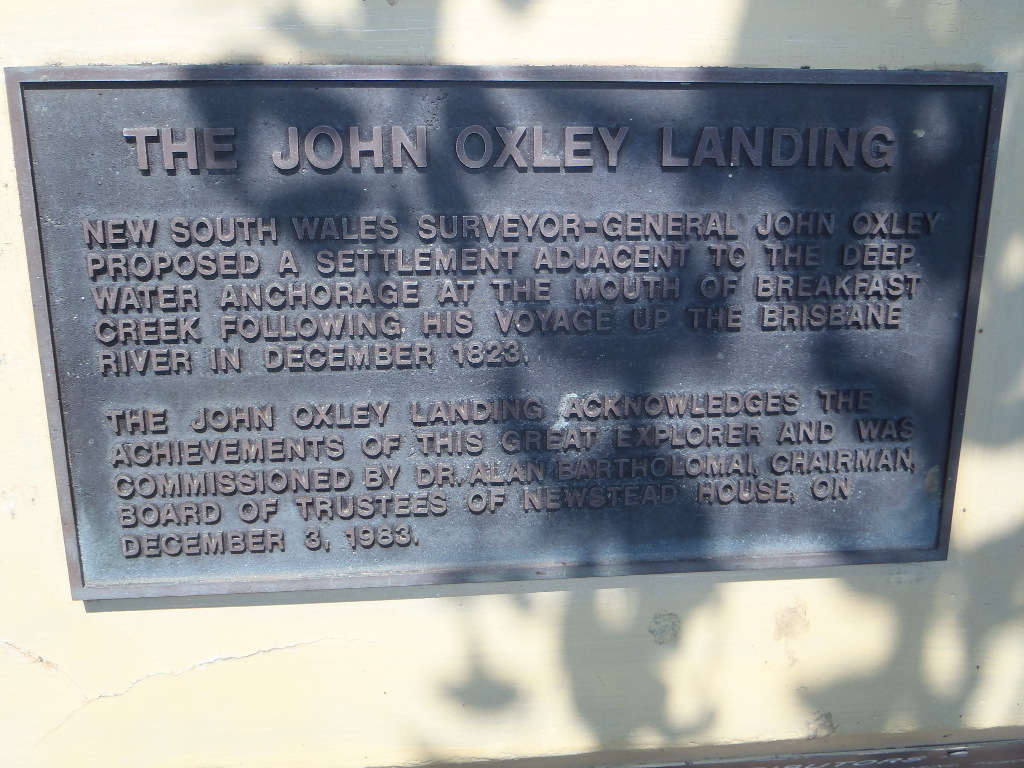 THE JOHN OXLEY LANDING
NEW SOUTH WALES SURVEYOR-GENERAL JOHN OXLEY
PROPOSED A SETTLEMENT ADJACENT TO THE DEEP
WATER ANCHORAGE AT THE MOUTH OF BREAKFAST
CREEK FOLLOWING HIS VOYAGE UP THE BRISBANE
RIVER IN DECEMBER 1823.
THE JOHN OXLEY LANDING ACKNOWLEDGES THE
ACHIEVEMENTS OF THIS GREAT EXPLORER AND WAS
COMMISSIONED BY DR. ALAN BARTHOLOMAI, CHAIRMAN,
BOARD OF TRUSTEES OF NEWSTEAD HOUSE, ON
DECEMBER 3, 1983.